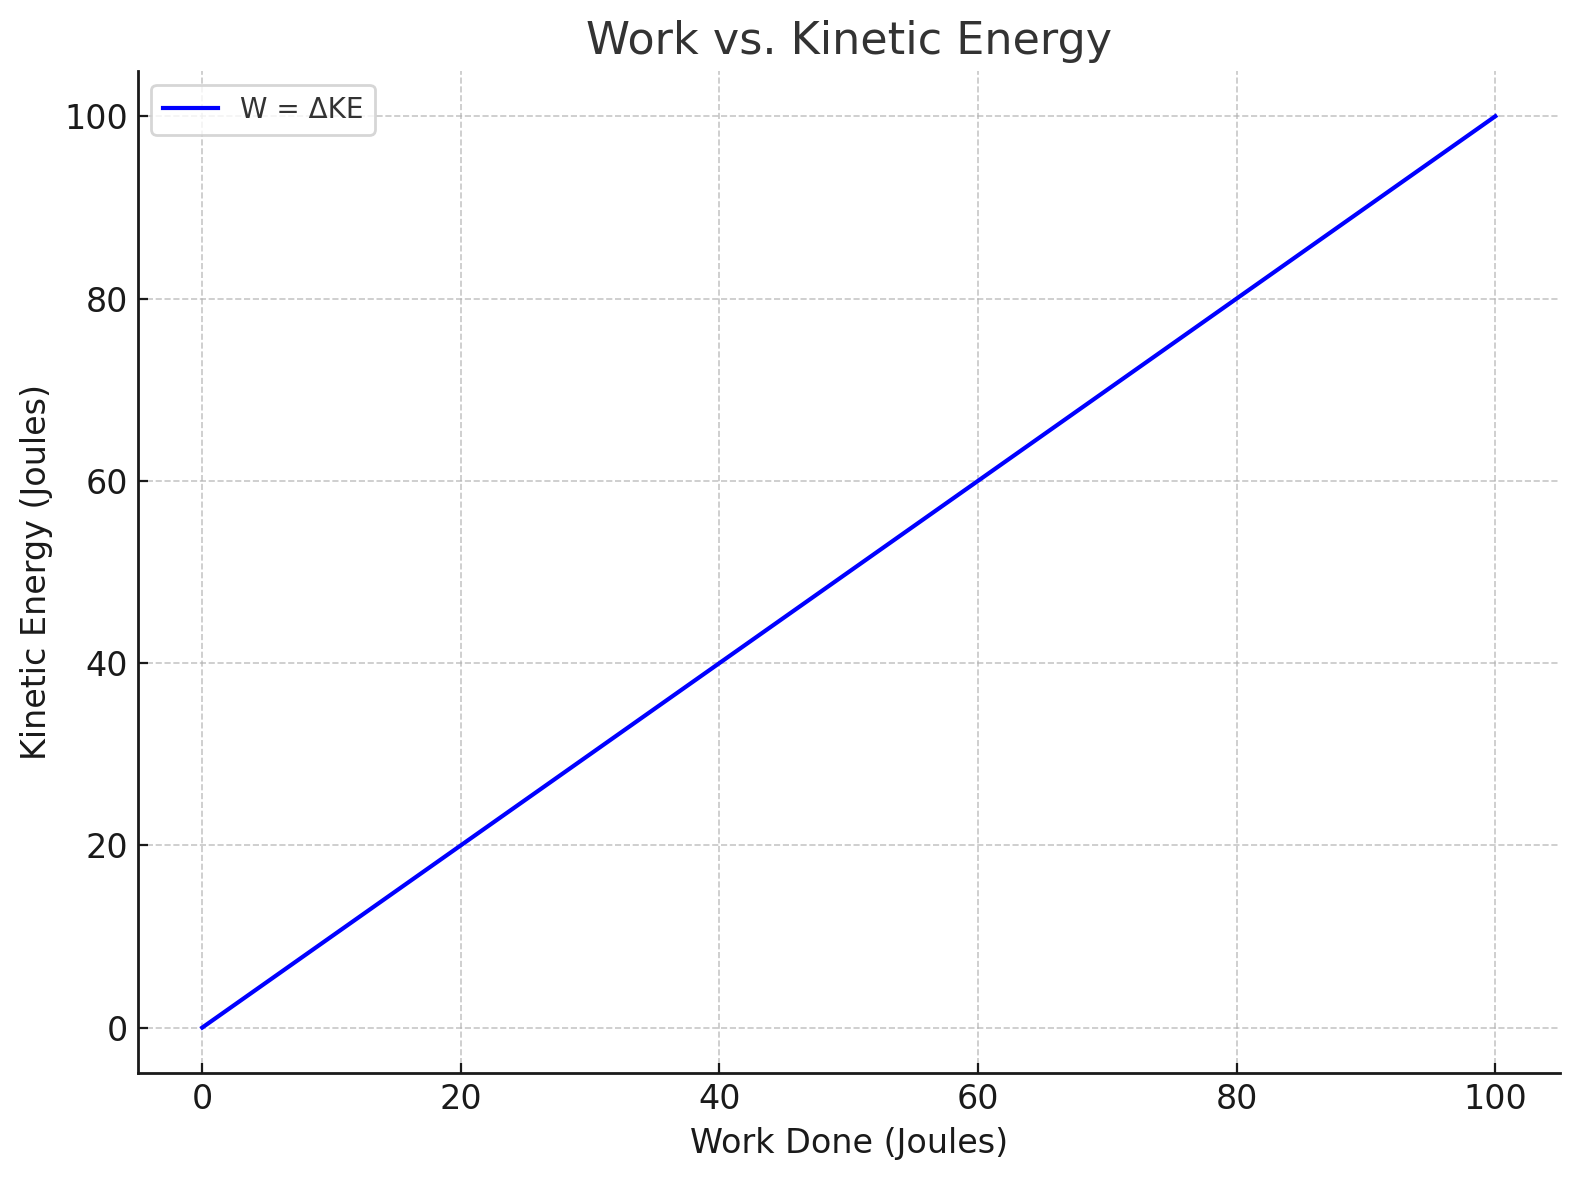 Work vs. Kinetic Energy
W = ΔKE
100
80
60
40
20
0
Kinetic Energy (Joules)
0 20 40 60 80 100
Work Done (Joules)